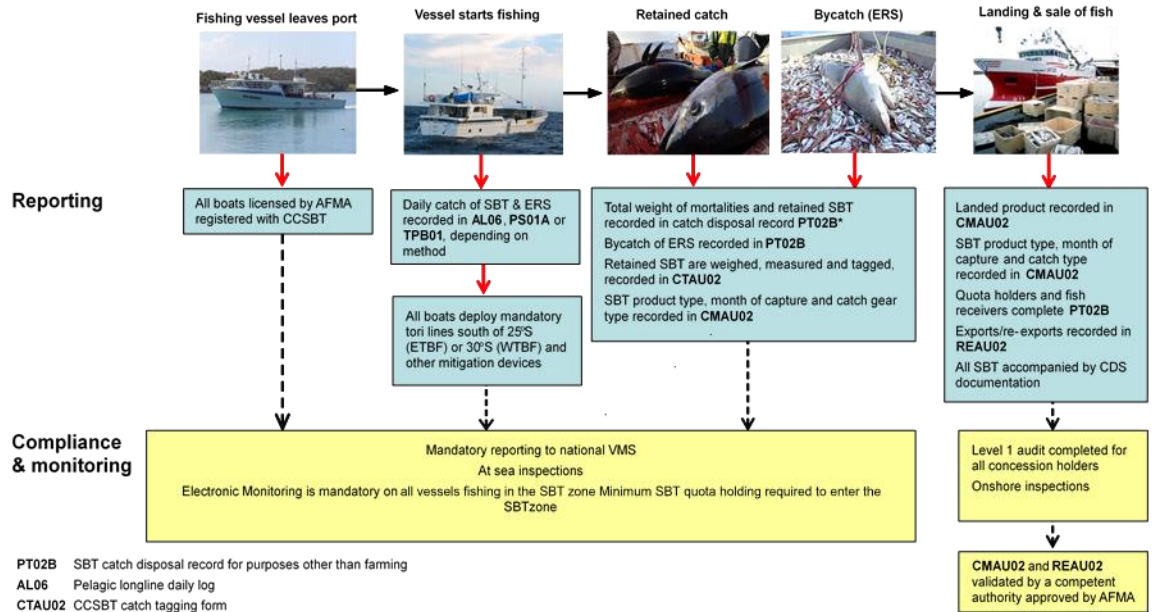 Fishing vessel leaves port
Vessel starts fishing
Retained catch
Bycatch (ERS)
Landing & sale of fish
Reporting
All boats licensed by AFMA
registered with CCSBT
Daily catch of SBT & ERS
recorded in AL06, PS01A or
TPB01, depending on
method
All boats deploy mandatory
tori lines south of 25ºS
(ETBF) or 30ºS (WTBF) and
other mitigation devices
Total weight of mortalities and retained SBT
recorded in catch disposal record PT02B*
Bycatch of ERS recorded in PT02B
Retained SBT are weighed, measured and tagged,
recorded in CTAU02
SBT product type, month of capture and catch gear
type recorded in CMAU02
Landed product recorded in
CMAU02
SBT product type, month of
capture and catch type
recorded in CMAU02
Quota holders and fish
receivers complete PT02B
Exports/re-exports recorded in
REAU02
All SBT accompanied by CDS
documentation
Compliance
& monitoring
Mandatory reporting to national VMS
At sea inspections
Electronic Monitoring is mandatory on all vessels fishing in the SBT zone Minimum SBT quota holding required to enter the
SBTzone
Level 1 audit completed for
all concession holders
Onshore inspections
CMAU02 and REAU02
validated by a competent
authority approved by AFMA
PT02B SBT catch disposal record for purposes other than farming
AL06 Pelagic longline daily log
CTAU02 CCSBT catch tagging form